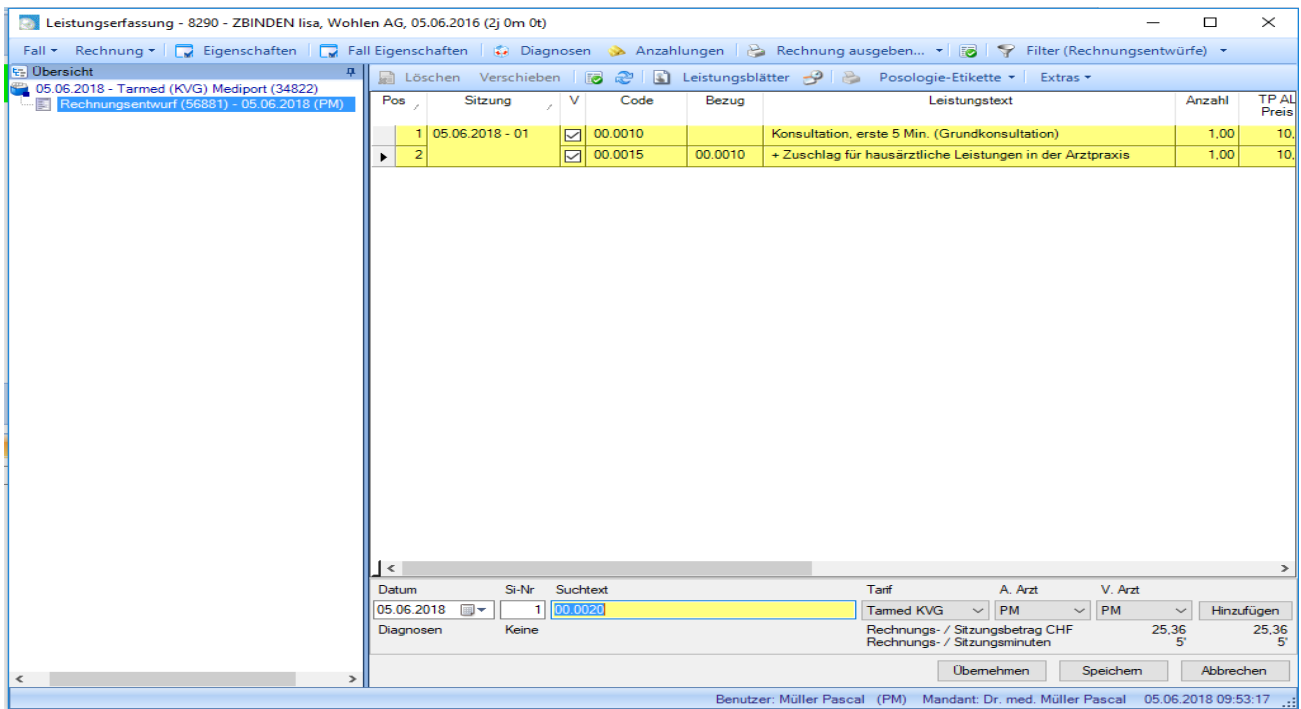 Leistungserfassung - 8290 - ZBINDEN lisa, Wohlen AG, 05.06.2016 (2j 0m 0t)
Fall Rechnung Eigenschaften Fall Eigenschaften Diagnosen Anzahlungen Rechnung ausgeben... Filter (Rechnungsentwürfe)
Übersicht
05.06.2018 - Tarmed (KVG) Mediport (34822)
Rechnungsentwurf (56881) - 05.06.2018 (PM)
Löschen Verschieben Leistungsblätter Posologie-Etikette Extras
Pos Sitzung V Code Bezug Leistungstext Anzahl TP AL
Preis
1 05.06.2018 - 01 00.0010 Konsultation, erste 5 Min. (Grundkonsultation) 1,00 10,
2 00.0015 00.0010 + Zuschlag für hausärztliche Leistungen in der Arztpraxis 1,00 10,
Datum Si-Nr Suchtext Tarif A. Arzt V. Arzt
05.06.2018 1 00.0020 Tarmed KVG PM PM Hinzufügen
Diagnosen Keine Rechnungs- / Sitzungsbetrag CHF 25,36 25,36
Rechnungs- / Sitzungsminuten 5' 5'
Übernehmen Speichern Abbrechen
Benutzer: Müller Pascal (PM) Mandant: Dr. med. Müller Pascal 05.06.2018 09:53:17